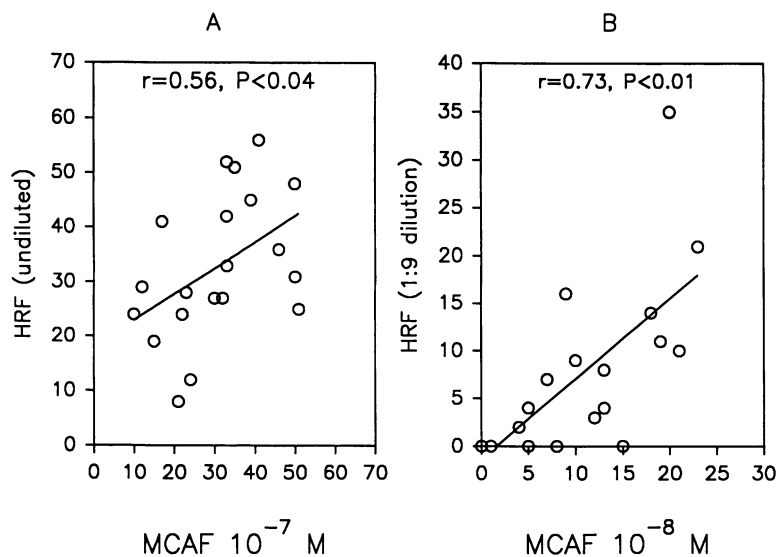 A
r=0.56, P<0.04
HRF (undiluted)
70
60
50
40
30
20
10
0
0 10 20 30 40 50 60 70
MCAF 10⁻⁷ M
B
r=0.73, P<0.01
HRF (1:9 dilution)
40
35
30
25
20
15
10
5
0
0 5 10 15 20 25 30
MCAF 10⁻⁸ M